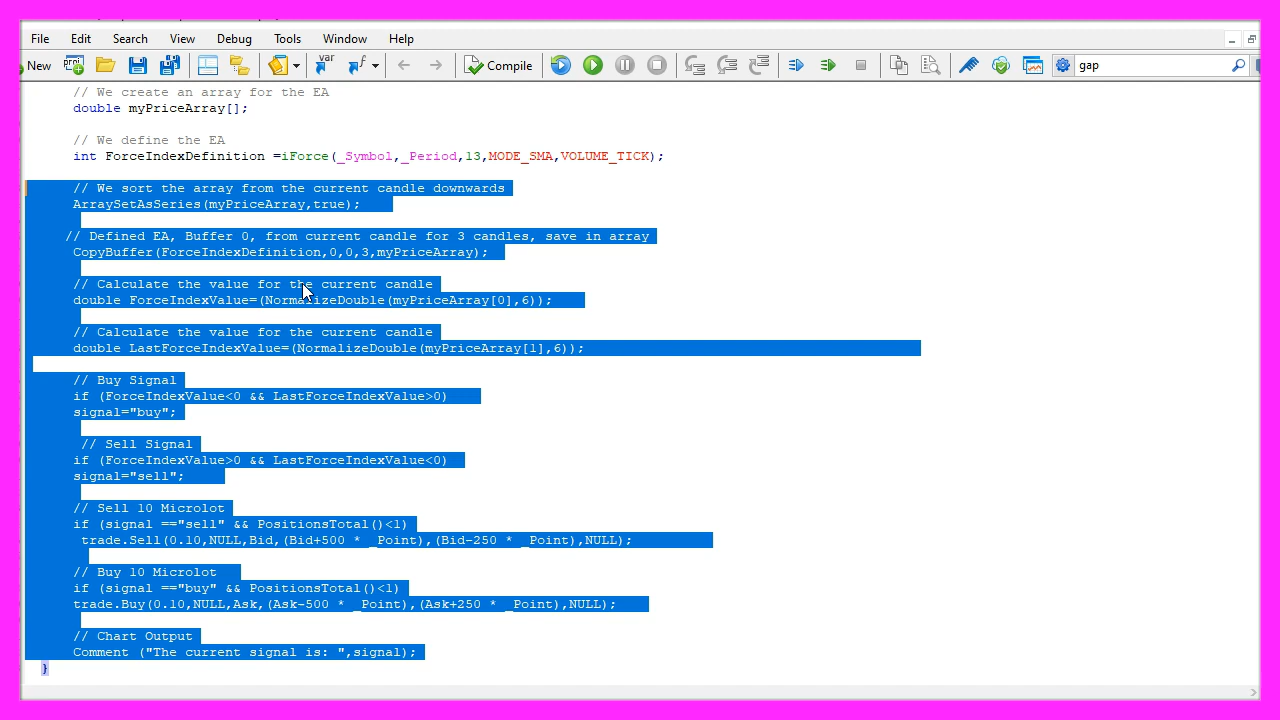 File Edit Search View Debug Tools Window Help
New Compile gap
// We create an array for the EA
double myPriceArray[];
// We define the EA
int ForceIndexDefinition =iForce(_Symbol,_Period,13,MODE_SMA,VOLUME_TICK);
// We sort the array from the current candle downwards
ArraySetAsSeries(myPriceArray,true);
// Defined EA, Buffer 0, from current candle for 3 candles, save in array
CopyBuffer(ForceIndexDefinition,0,0,3,myPriceArray);
// Calculate the value for the current candle
double ForceIndexValue=(NormalizeDouble(myPriceArray[0],6));
// Calculate the value for the current candle
double LastForceIndexValue=(NormalizeDouble(myPriceArray[1],6));
// Buy Signal
if (ForceIndexValue<0 && LastForceIndexValue>0)
signal="buy";
// Sell Signal
if (ForceIndexValue>0 && LastForceIndexValue<0)
signal="sell";
// Sell 10 Microlot
if (signal =="sell" && PositionsTotal()<1)
trade.Sell(0.10,NULL,Bid,(Bid+500 * _Point),(Bid-250 * _Point),NULL);
// Buy 10 Microlot
if (signal =="buy" && PositionsTotal()<1)
trade.Buy(0.10,NULL,Ask,(Ask-500 * _Point),(Ask+250 * _Point),NULL);
// Chart Output
Comment ("The current signal is: ",signal);
}